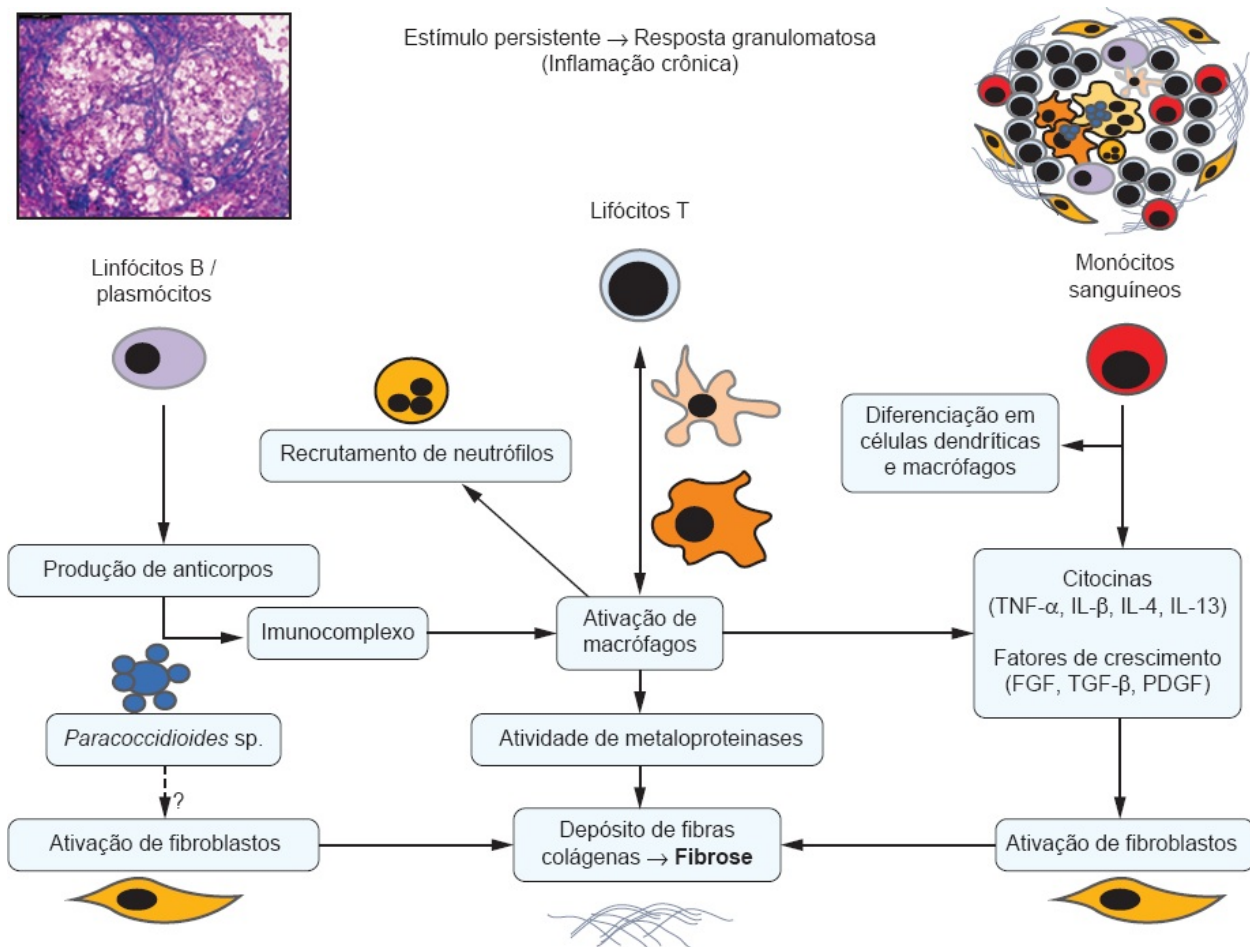 Estímulo persistente → Resposta granulomatosa
(Inflamação crônica)
Linfócitos B /
plasmócitos
Lifócitos T
Monócitos
sanguíneos
Recrutamento de neutrófilos
Diferenciação em
células dendríticas
e macrófagos
Produção de anticorpos
Imunocomplexo
Ativação de
macrófagos
Citocinas
(TNF-α, IL-β, IL-4, IL-13)
Fatores de crescimento
(FGF, TGF-β, PDGF)
Paracoccidioides sp.
Atividade de metaloproteinases
?
Ativação de fibroblastos
Depósito de fibras
colágenas → Fibrose
Ativação de fibroblastos